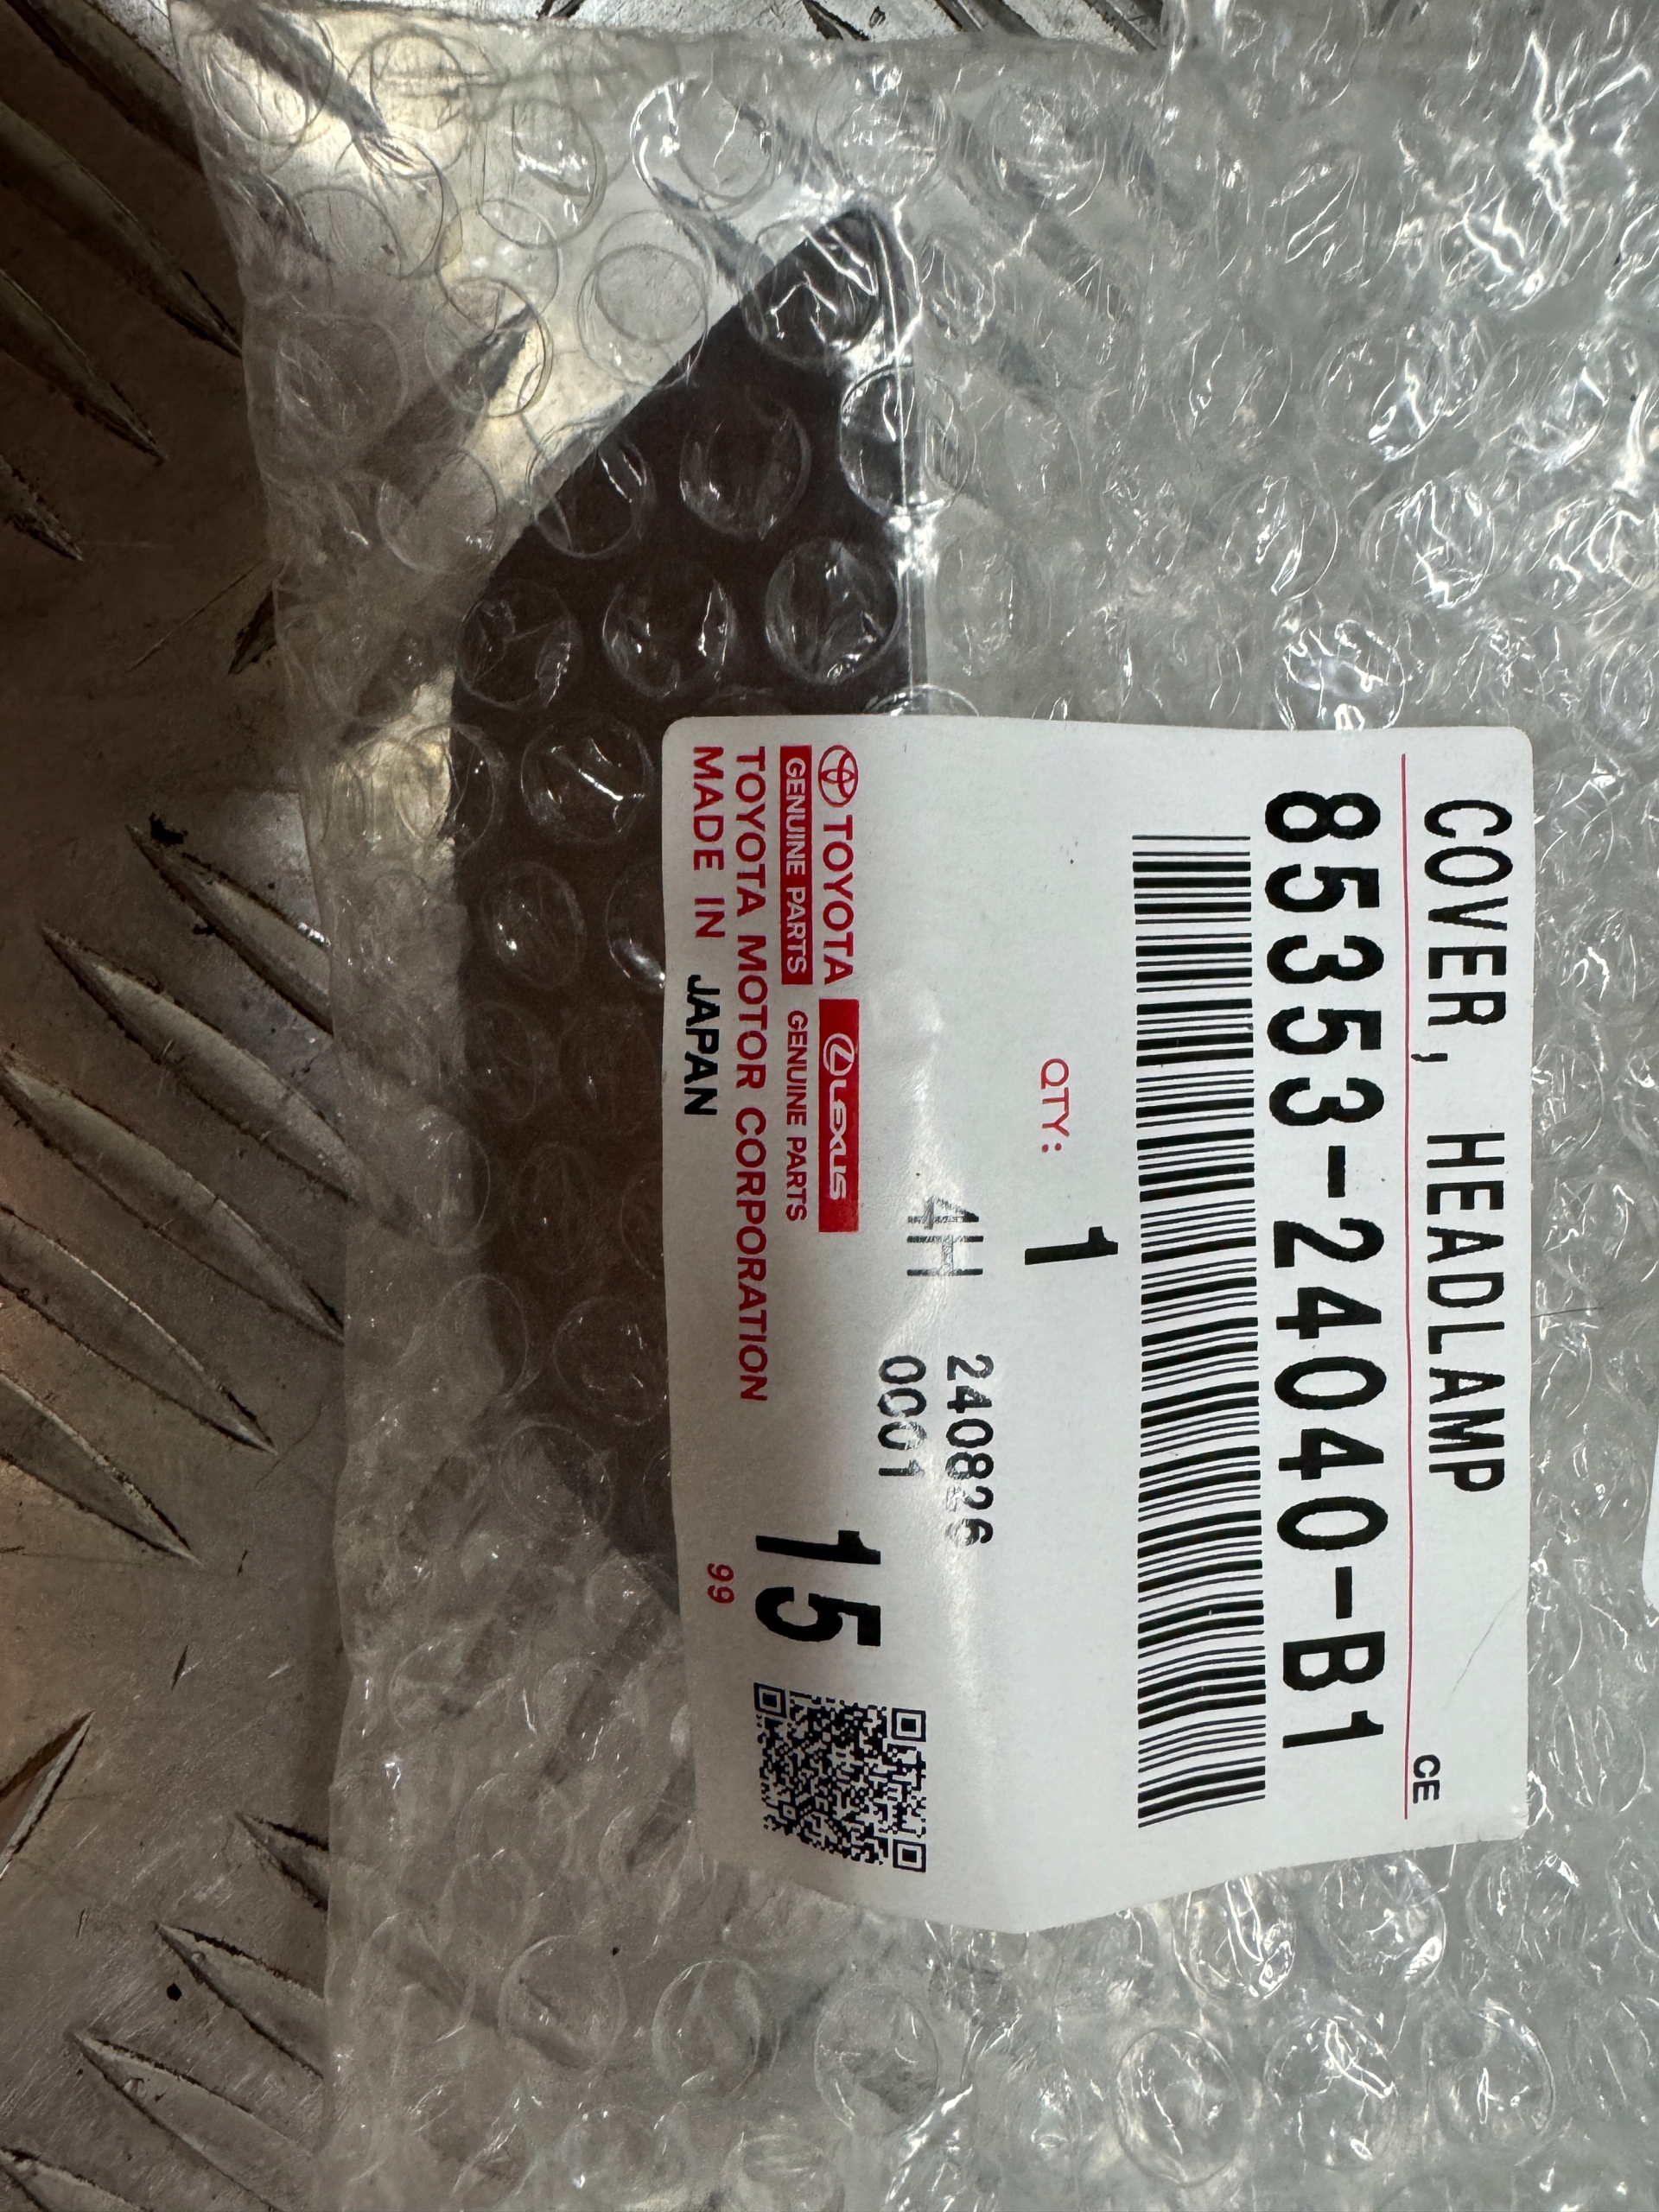 COVER, HEADLAMP
CE
85353-24040-B1
QTY: 1
4H 240826
0001
TOYOTA LEXUS
GENUINE PARTS GENUINE PARTS
TOYOTA MOTOR CORPORATION
MADE IN JAPAN
15
99